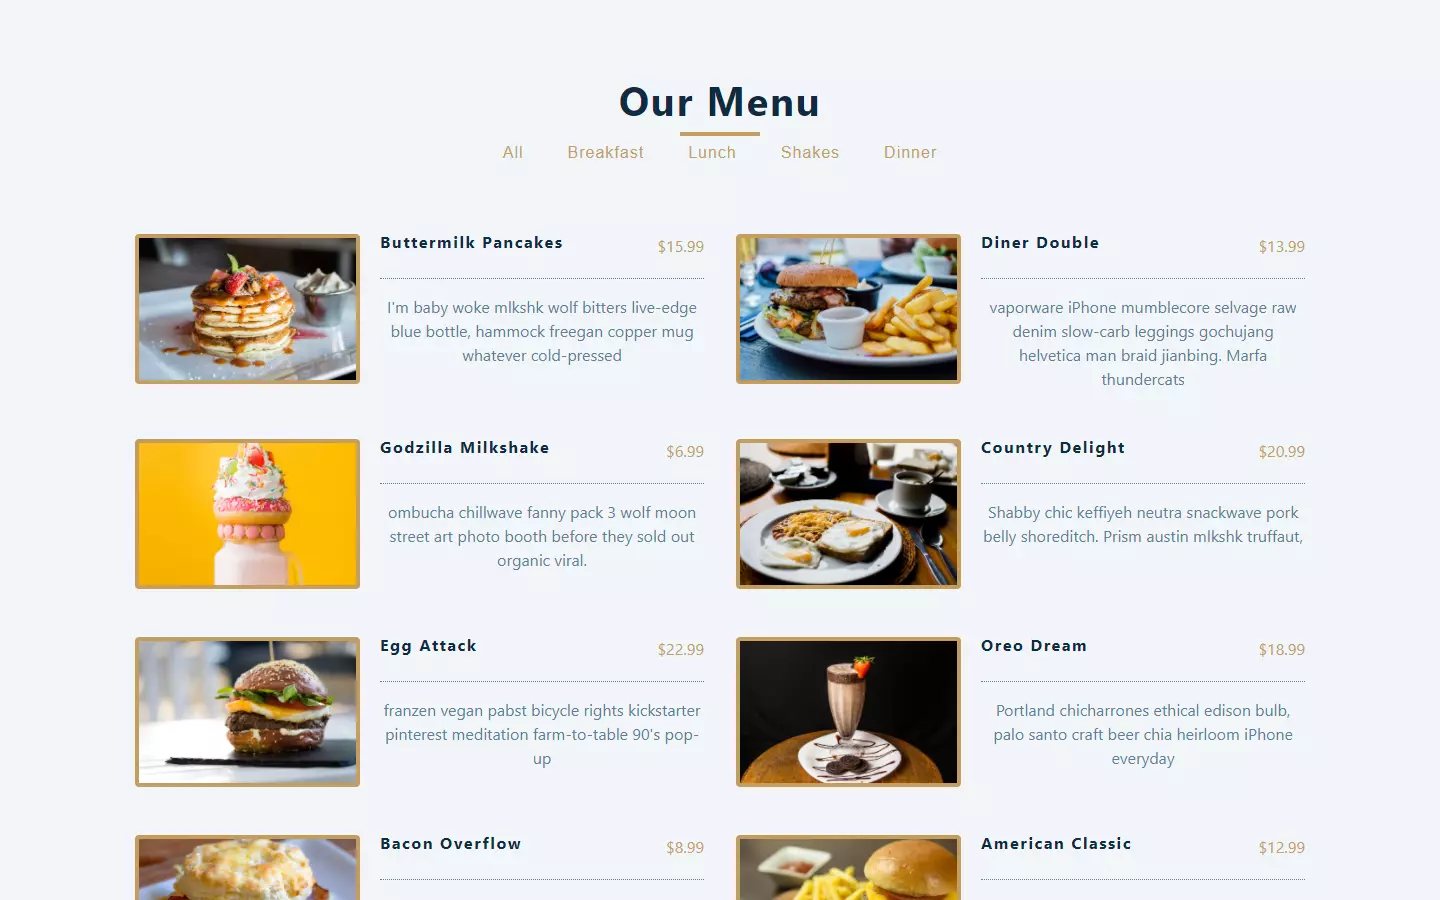 Our Menu
All Breakfast Lunch Shakes Dinner
Buttermilk Pancakes $15.99
I'm baby woke mlkshk wolf bitters live-edge
blue bottle, hammock freegan copper mug
whatever cold-pressed
Diner Double $13.99
vaporware iPhone mumblecore selvage raw
denim slow-carb leggings gochujang
helvetica man braid jianbing. Marfa
thundercats
Godzilla Milkshake $6.99
ombucha chillwave fanny pack 3 wolf moon
street art photo booth before they sold out
organic viral.
Country Delight $20.99
Shabby chic keffiyeh neutra snackwave pork
belly shoreditch. Prism austin mlkshk truffaut,
Egg Attack $22.99
franzen vegan pabst bicycle rights kickstarter
pinterest meditation farm-to-table 90's pop-
up
Oreo Dream $18.99
Portland chicharrones ethical edison bulb,
palo santo craft beer chia heirloom iPhone
everyday
Bacon Overflow $8.99
American Classic $12.99